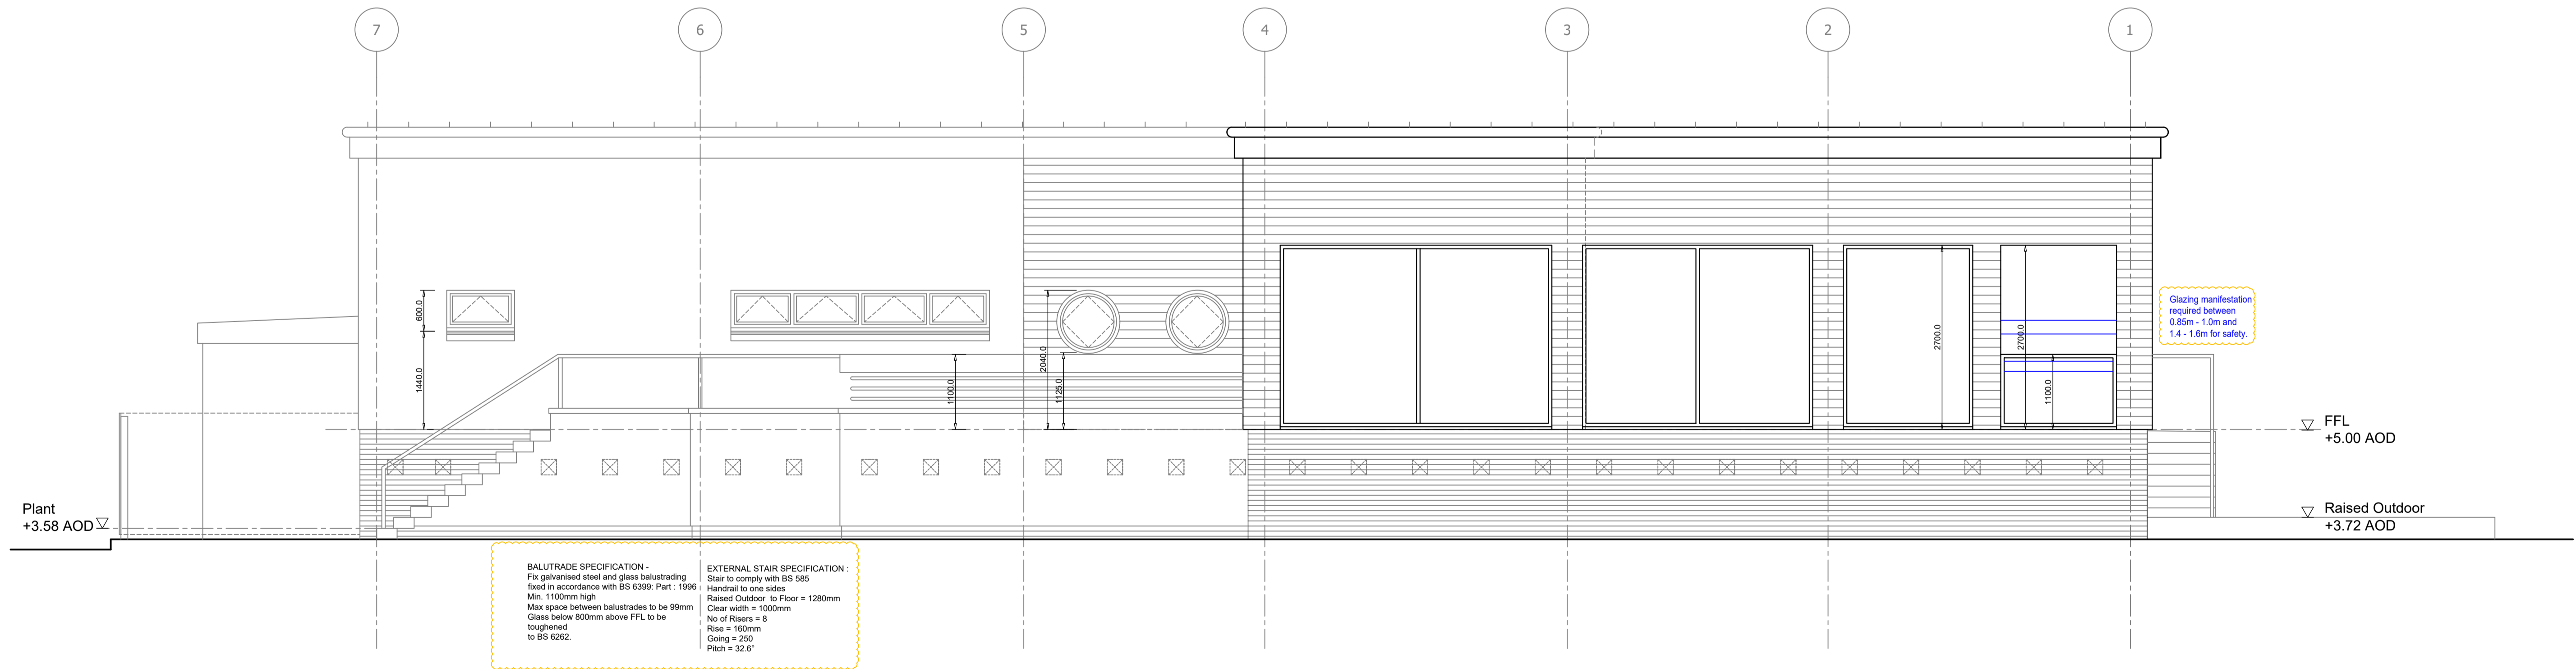 7
6
5
4
3
2
1
600.0
1440.0
1100.0
2040.0
1125.0
2700.0
2700.0
1100.0
Glazing manifestation
required between
0.85m - 1.0m and
1.4 - 1.6m for safety.
FFL
+5.00 AOD
Raised Outdoor
+3.72 AOD
Plant
+3.58 AOD
BALUTRADE SPECIFICATION -
Fix galvanised steel and glass balustrading
fixed in accordance with BS 6399: Part : 1996
Min. 1100mm high
Max space between balustrades to be 99mm
Glass below 800mm above FFL to be
toughened
to BS 6262.
EXTERNAL STAIR SPECIFICATION :
Stair to comply with BS 585
Handrail to one sides
Raised Outdoor to Floor = 1280mm
Clear width = 1000mm
No of Risers = 8
Rise = 160mm
Going = 250
Pitch = 32.6°